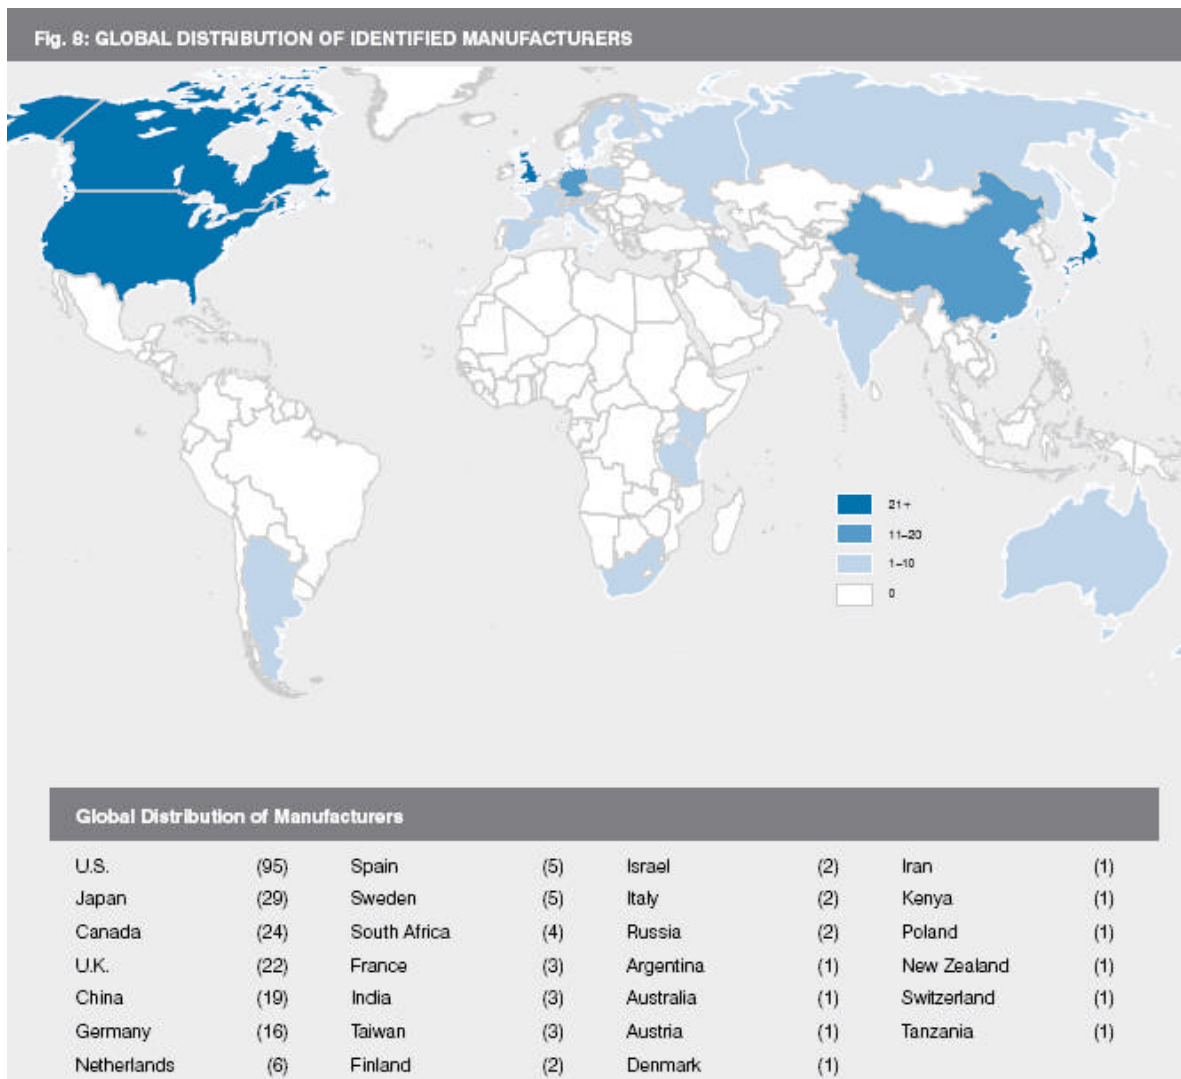 Fig. 8: GLOBAL DISTRIBUTION OF IDENTIFIED MANUFACTURERS
21+
11–20
1–10
0
Global Distribution of Manufacturers
U.S. (95) Spain (5) Israel (2) Iran (1)
Japan (29) Sweden (5) Italy (2) Kenya (1)
Canada (24) South Africa (4) Russia (2) Poland (1)
U.K. (22) France (3) Argentina (1) New Zealand (1)
China (19) India (3) Australia (1) Switzerland (1)
Germany (16) Taiwan (3) Austria (1) Tanzania (1)
Netherlands (6) Finland (2) Denmark (1)